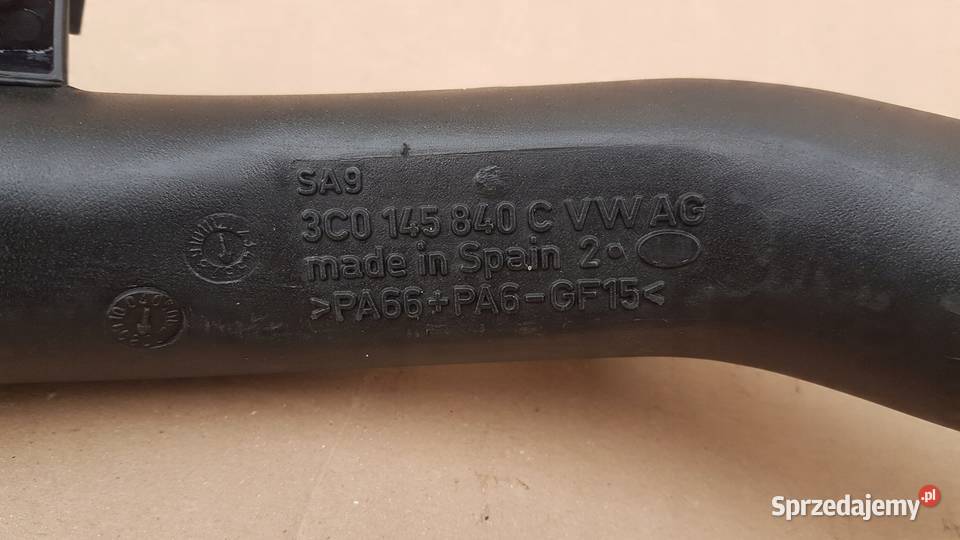 SA9
3C0 145 840 C VW AG
made in Spain 2
>PA66+PA6-GF15<
Sprzedajemy.pl